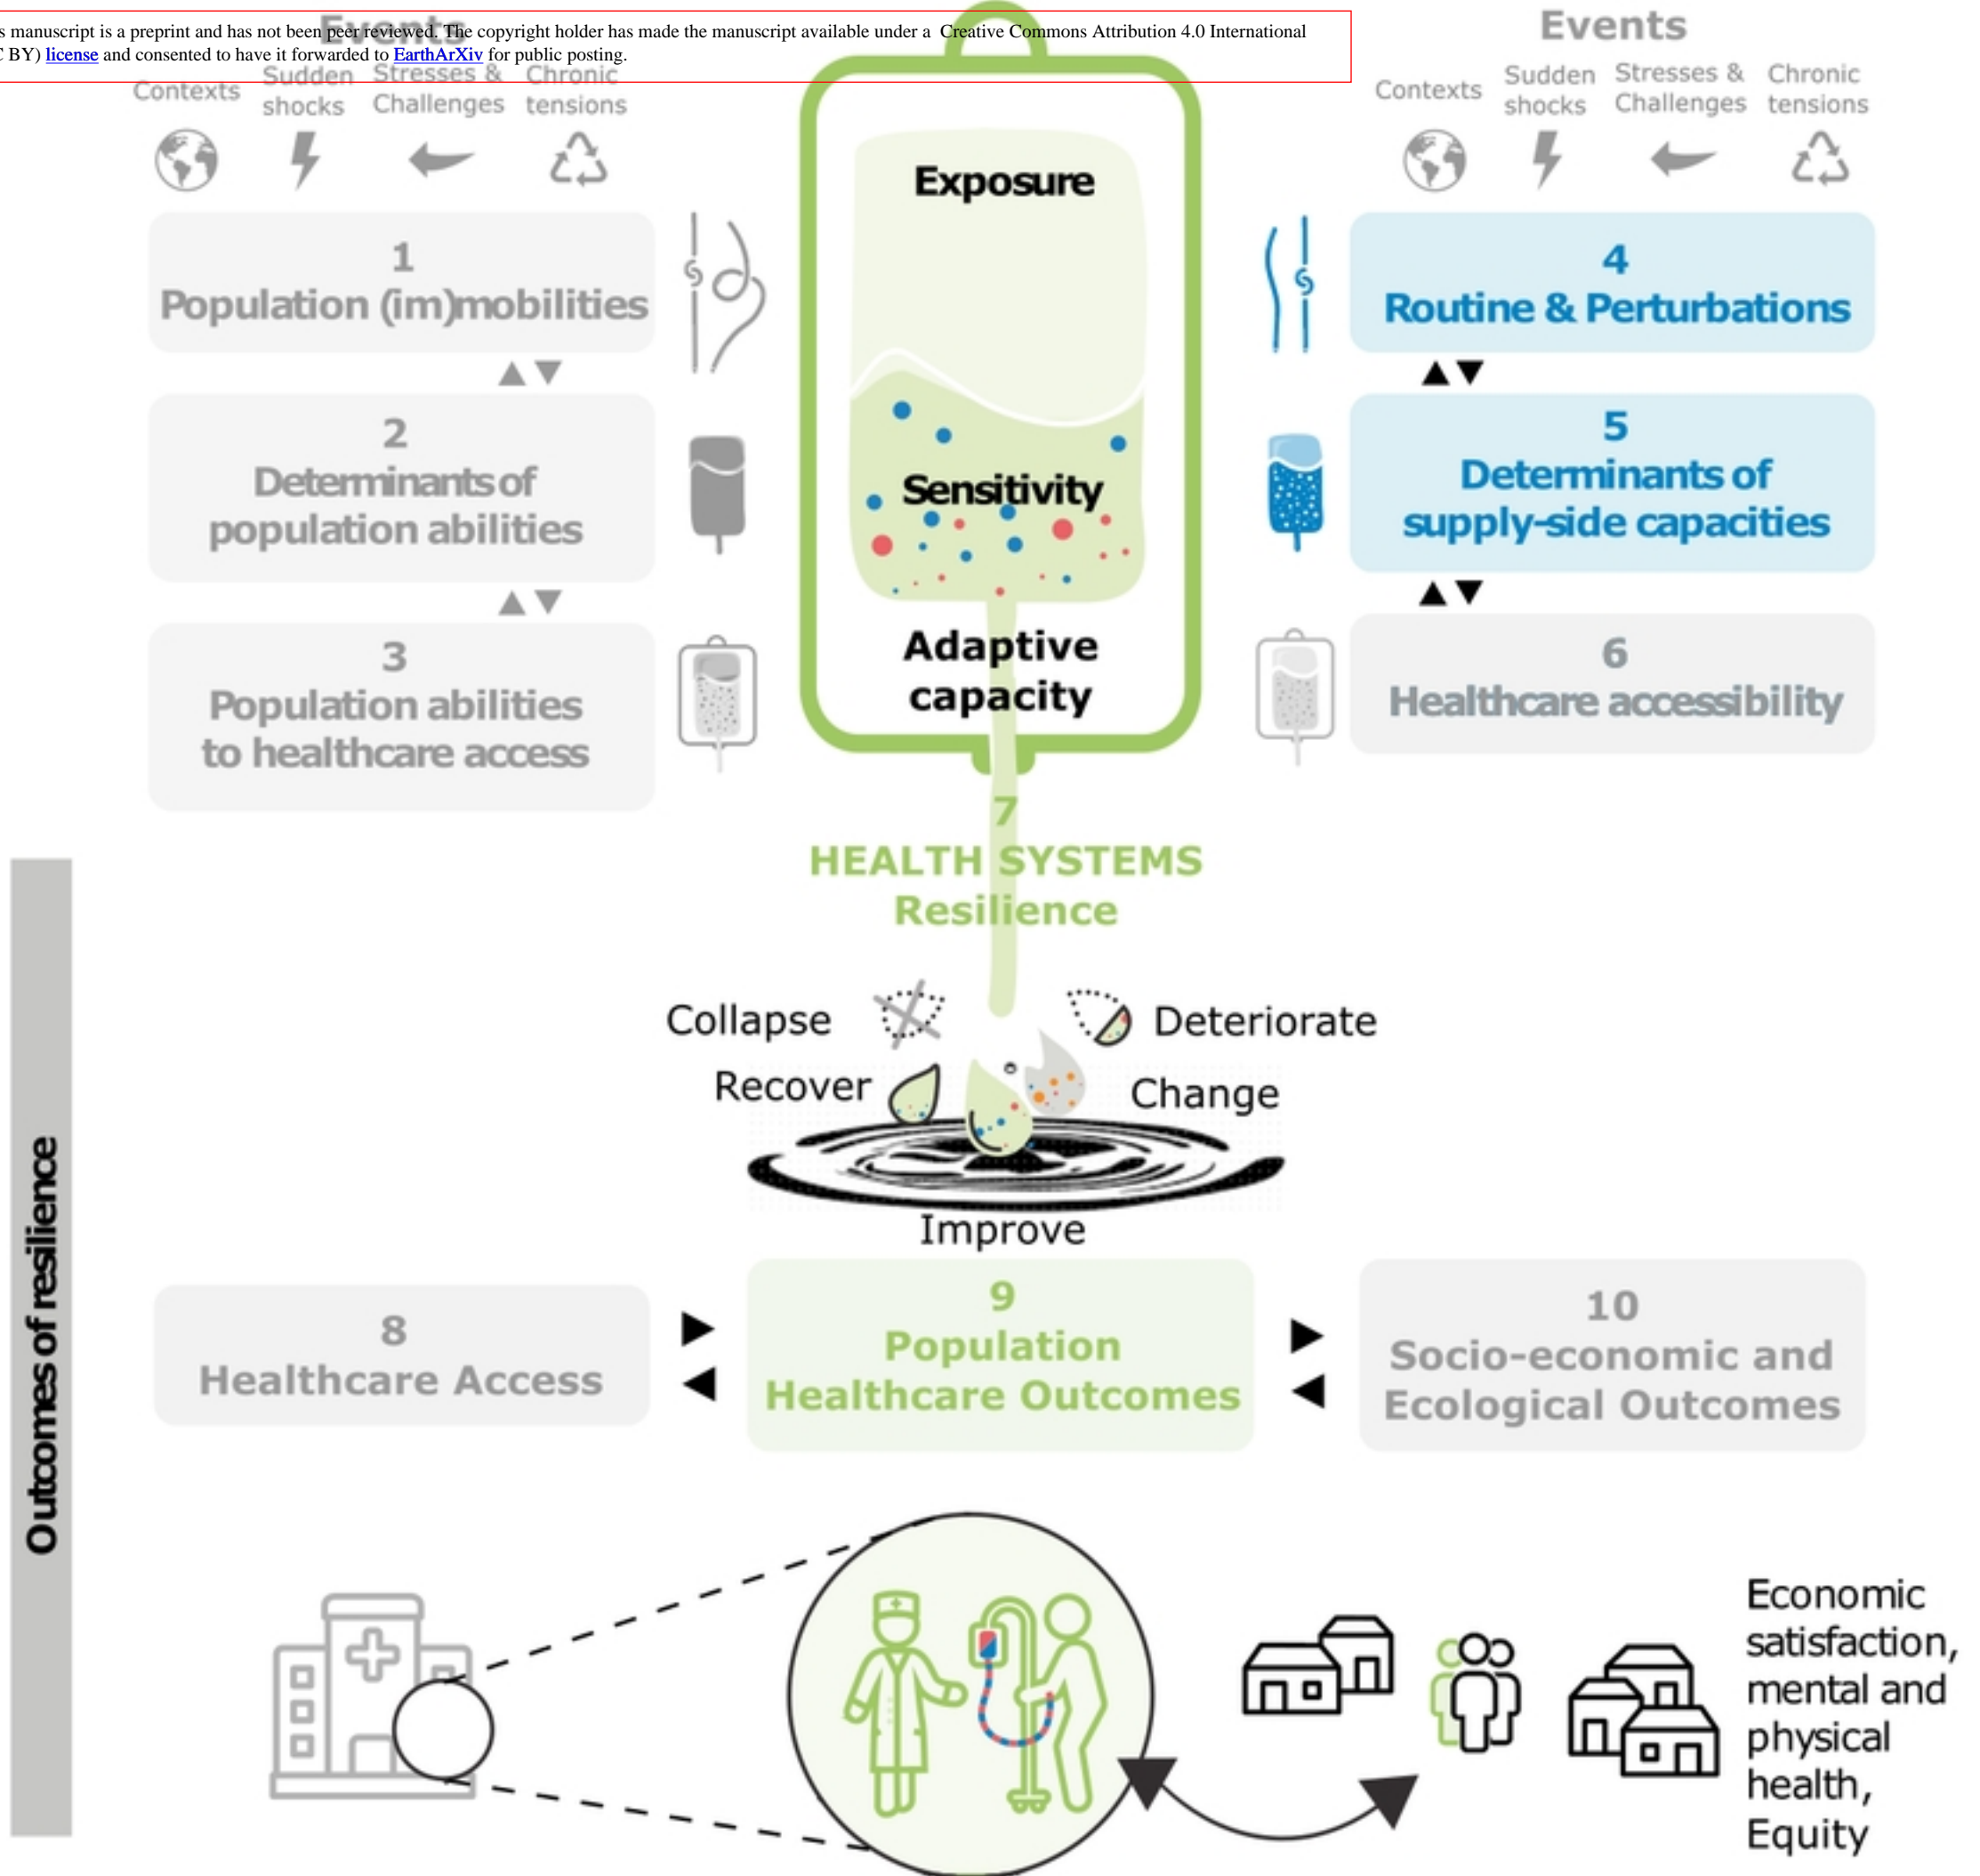 s manuscript is a preprint and has not been peer reviewed. The copyright holder has made the manuscript available under a Creative Commons Attribution 4.0 International
BY) license and consented to have it forwarded to EarthArXiv for public posting.
Events
Contexts
Sudden
shocks
Stresses &
Challenges
Chronic
tensions
1
Population (im)mobilities
2
Determinants of
population abilities
3
Population abilities
to healthcare access
Exposure
Sensitivity
Adaptive
capacity
Events
Contexts
Sudden
shocks
Stresses &
Challenges
Chronic
tensions
4
Routine & Perturbations
5
Determinants of
supply-side capacities
6
Healthcare accessibility
7
HEALTH SYSTEMS
Resilience
Collapse
Deteriorate
Recover
Change
Improve
Outcomes of resilience
8
Healthcare Access
9
Population
Healthcare Outcomes
10
Socio-economic and
Ecological Outcomes
Economic
satisfaction,
mental and
physical
health,
Equity